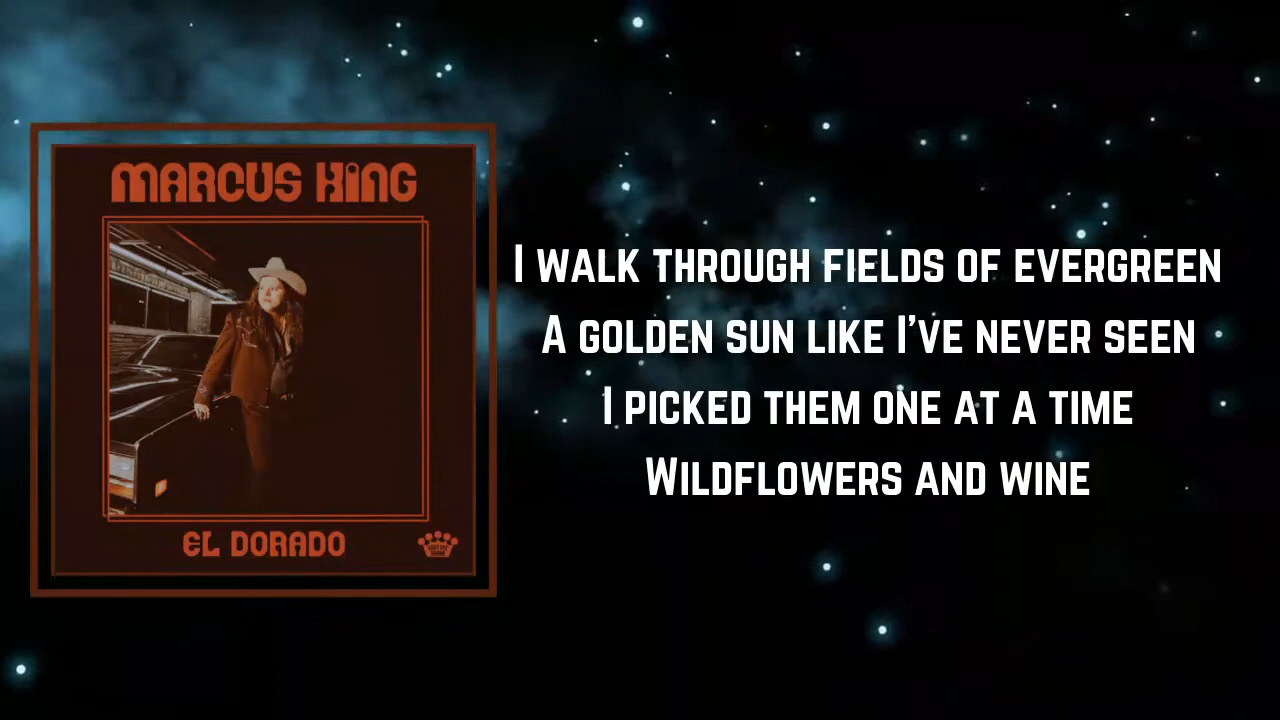 MARCUS KING
EL DORADO
I WALK THROUGH FIELDS OF EVERGREEN
A GOLDEN SUN LIKE I'VE NEVER SEEN
I PICKED THEM ONE AT A TIME
WILDFLOWERS AND WINE